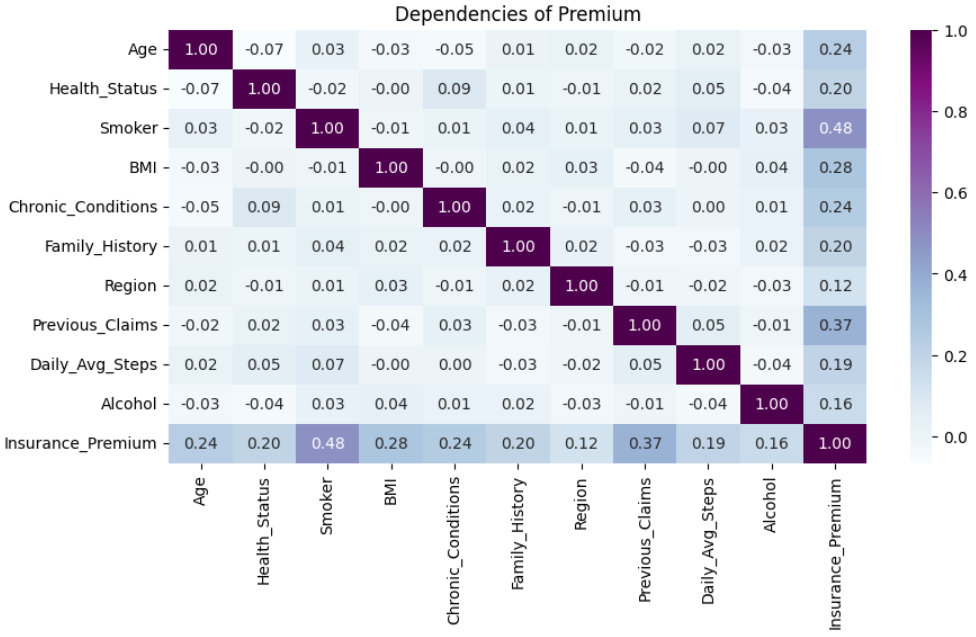 Dependencies of Premium
Age 1.00 -0.07 0.03 -0.03 -0.05 0.01 0.02 -0.02 0.02 -0.03 0.24
Health_Status -0.07 1.00 -0.02 -0.00 0.09 0.01 -0.01 0.02 0.05 -0.04 0.20
Smoker 0.03 -0.02 1.00 -0.01 0.01 0.04 0.01 0.03 0.07 0.03 0.48
BMI -0.03 -0.00 -0.01 1.00 -0.00 0.02 0.03 -0.04 -0.00 0.04 0.28
Chronic_Conditions -0.05 0.09 0.01 -0.00 1.00 0.02 -0.01 0.03 0.00 0.01 0.24
Family_History 0.01 0.01 0.04 0.02 0.02 1.00 0.02 -0.03 -0.03 0.02 0.20
Region 0.02 -0.01 0.01 0.03 -0.01 0.02 1.00 -0.01 -0.02 -0.03 0.12
Previous_Claims -0.02 0.02 0.03 -0.04 0.03 -0.03 -0.01 1.00 0.05 -0.01 0.37
Daily_Avg_Steps 0.02 0.05 0.07 -0.00 0.00 -0.03 -0.02 0.05 1.00 -0.04 0.19
Alcohol -0.03 -0.04 0.03 0.04 0.01 0.02 -0.03 -0.01 -0.04 1.00 0.16
Insurance_Premium 0.24 0.20 0.48 0.28 0.24 0.20 0.12 0.37 0.19 0.16 1.00
Age
Health_Status
Smoker
BMI
Chronic_Conditions
Family_History
Region
Previous_Claims
Daily_Avg_Steps
Alcohol
Insurance_Premium
1.0
0.8
0.6
0.4
0.2
0.0